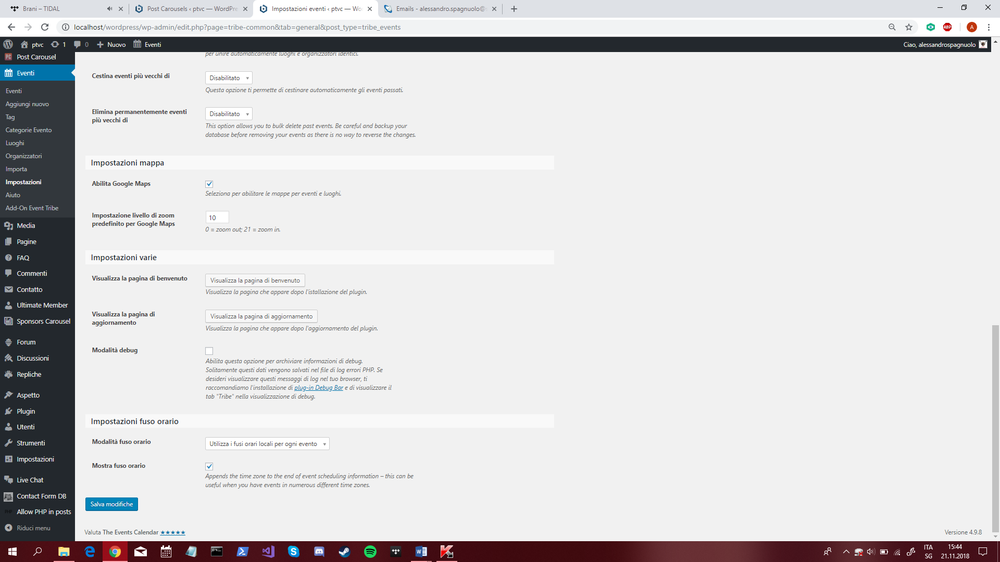 Brani – TIDAL
Post Carousels ‹ ptvc — WordPre
Impostazioni eventi ‹ ptvc — Wo
Emails - alessandro.spagnuolo@
localhost/wordpress/wp-admin/edit.php?page=tribe-common&tab=general&post_type=tribe_events
ABP
A
ptvc
1
0
Nuovo
Eventi
Ciao, alessandrospagnuolo
PC
Post Carousel
Eventi
Eventi
Aggiungi nuovo
Tag
Categorie Evento
Luoghi
Organizzatori
Importa
Impostazioni
Aiuto
Add-On Event Tribe
Media
Pagine
FAQ
Commenti
Contatto
Ultimate Member
Sponsors Carousel
Forum
Discussioni
Repliche
Aspetto
Plugin
Utenti
Strumenti
Impostazioni
Live Chat
Contact Form DB
Allow PHP in posts
Riduci menu
per unire automaticamente luoghi e organizzatori identici.
Cestina eventi più vecchi di
Disabilitato
Questa opzione ti permette di cestinare automaticamente gli eventi passati.
Elimina permanentemente eventi
più vecchi di
Disabilitato
This option allows you to bulk delete past events. Be careful and backup your
database before removing your events as there is no way to reverse the changes.
Impostazioni mappa
Abilita Google Maps
Seleziona per abilitare le mappe per eventi e luoghi.
Impostazione livello di zoom
predefinito per Google Maps
10
0 = zoom out; 21 = zoom in.
Impostazioni varie
Visualizza la pagina di benvenuto
Visualizza la pagina di benvenuto
Visualizza la pagina che appare dopo l'istallazione del plugin.
Visualizza la pagina di
aggiornamento
Visualizza la pagina di aggiornamento
Visualizza la pagina che appare dopo l'aggiornamento del plugin.
Modalità debug
Abilita questa opzione per archiviare informazioni di debug.
Solitamente questi dati vengono salvati nel file di log errori PHP. Se
desideri visualizzare questi messaggi di log nel tuo browser, ti
raccomandiamo l'installazione di plug-in Debug Bar e di visualizzare il
tab "Tribe" nella visualizzazione di debug.
Impostazioni fuso orario
Modalità fuso orario
Utilizza i fusi orari locali per ogni evento
Mostra fuso orario
Appends the time zone to the end of event scheduling information – this can be
useful when you have events in numerous different time zones.
Salva modifiche
Valuta The Events Calendar ★★★★★
Versione 4.9.8
ITA
SG
15:44
21.11.2018